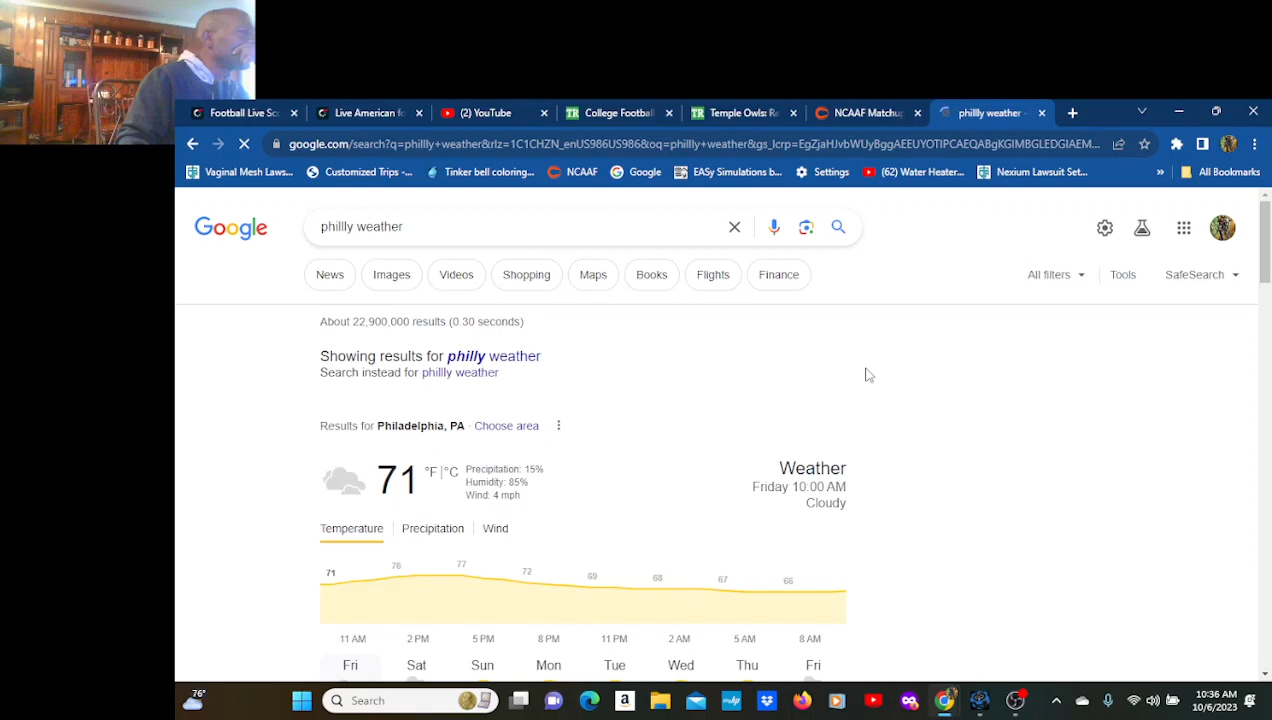 Football Live Sc
Live American fo
(2) YouTube
College Football
Temple Owls: Re
NCAAF Matchup
phillly weather -
google.com/search?q=phillly+weather&rlz=1C1CHZN_enUS986US986&oq=phillly+weather&gs_lcrp=EgZjaHJvbWUyBggAEEUYOTIPCAEQABgKGIMBGLEDGIAEM...
Vaginal Mesh Laws...
Customized Trips -...
Tinker bell coloring...
NCAAF
Google
EASy Simulations b...
Settings
(62) Water Heater...
Nexium Lawsuit Set...
»
All Bookmarks
Google
phillly weather
News
Images
Videos
Shopping
Maps
Books
Flights
Finance
All filters
Tools
SafeSearch
About 22,900,000 results (0.30 seconds)
Showing results for philly weather
Search instead for phillly weather
Results for Philadelphia, PA · Choose area
71 °F | °C
Precipitation: 15%
Humidity: 85%
Wind: 4 mph
Weather
Friday 10:00 AM
Cloudy
Temperature
Precipitation
Wind
71 76 77 72 69 68 67 66
11 AM 2 PM 5 PM 8 PM 11 PM 2 AM 5 AM 8 AM
Fri Sat Sun Mon Tue Wed Thu Fri
76°
Search
10:36 AM
10/6/2023